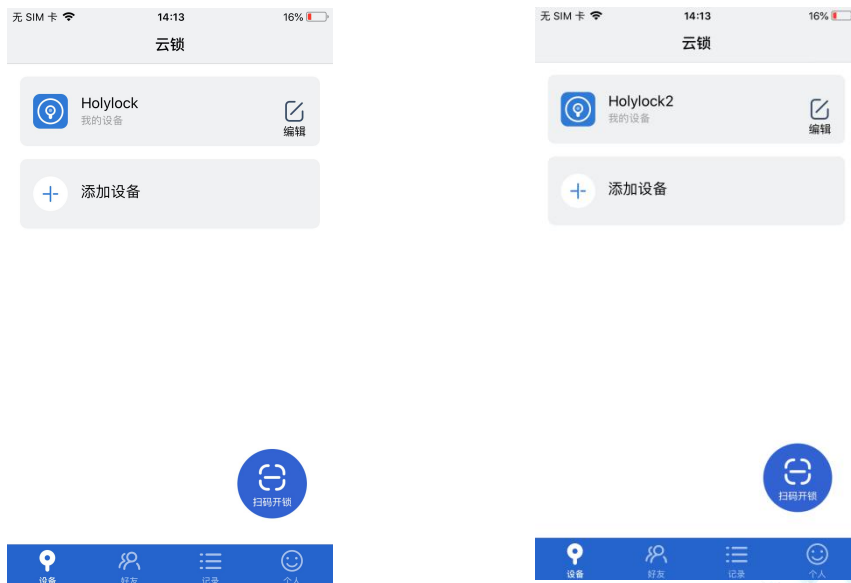 无 SIM 卡 14:13 16%
云锁
Holylock
我的设备
编辑
添加设备
扫码开锁
设备 好友 记录 个人
无 SIM 卡 14:13 16%
云锁
Holylock2
我的设备
编辑
添加设备
扫码开锁
设备 好友 记录 个人